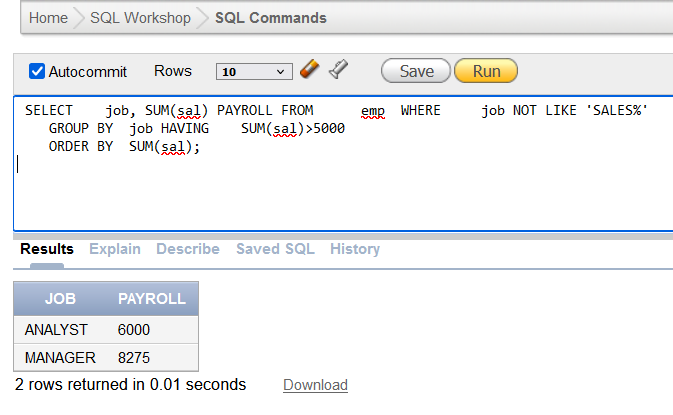 Home SQL Workshop SQL Commands
Autocommit Rows 10 Save Run
SELECT job, SUM(sal) PAYROLL FROM emp WHERE job NOT LIKE 'SALES%'
GROUP BY job HAVING SUM(sal)>5000
ORDER BY SUM(sal);
Results Explain Describe Saved SQL History
JOB PAYROLL
ANALYST 6000
MANAGER 8275
2 rows returned in 0.01 seconds Download